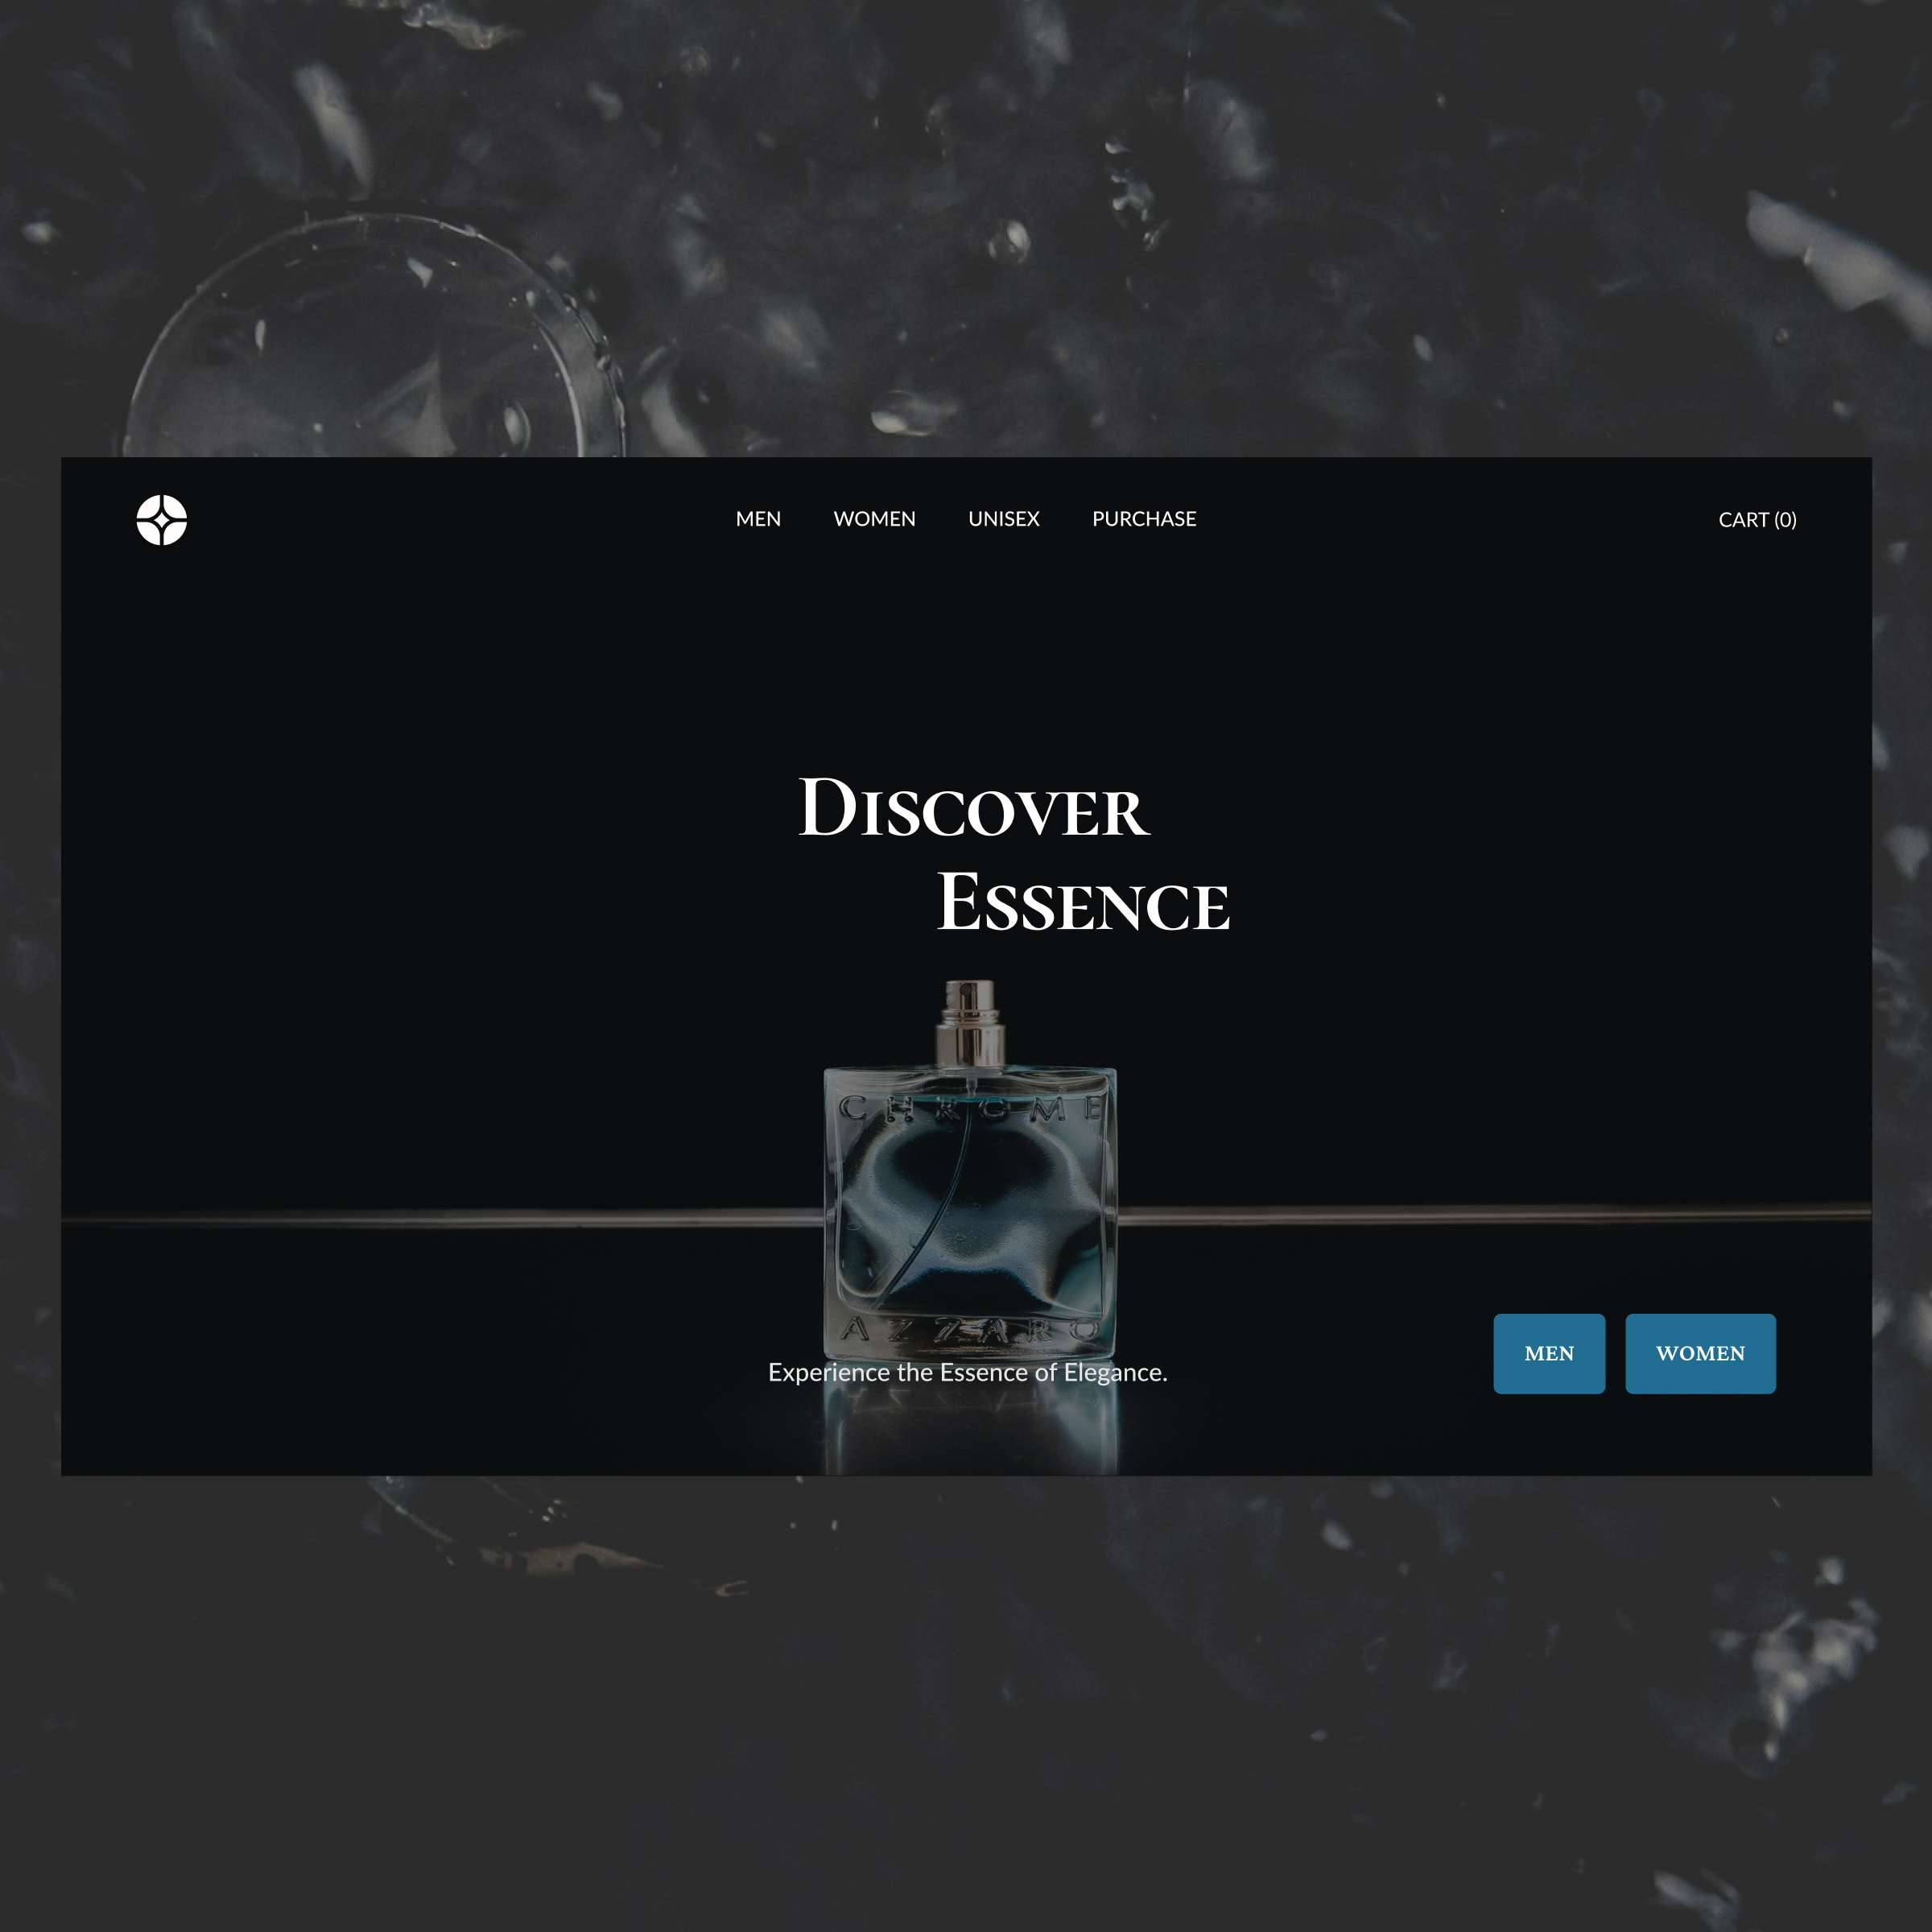 MEN WOMEN UNISEX PURCHASE CART (0)
Discover
Essence
CHROME
AZZARO
Experience the Essence of Elegance.
MEN WOMEN